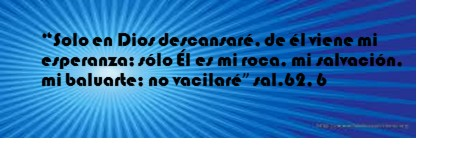 “Solo en Dios descansaré, de él viene mi
esperanza; sólo Él es mi roca, mi salvación,
mi baluarte; no vacilaré” sal.62, 6